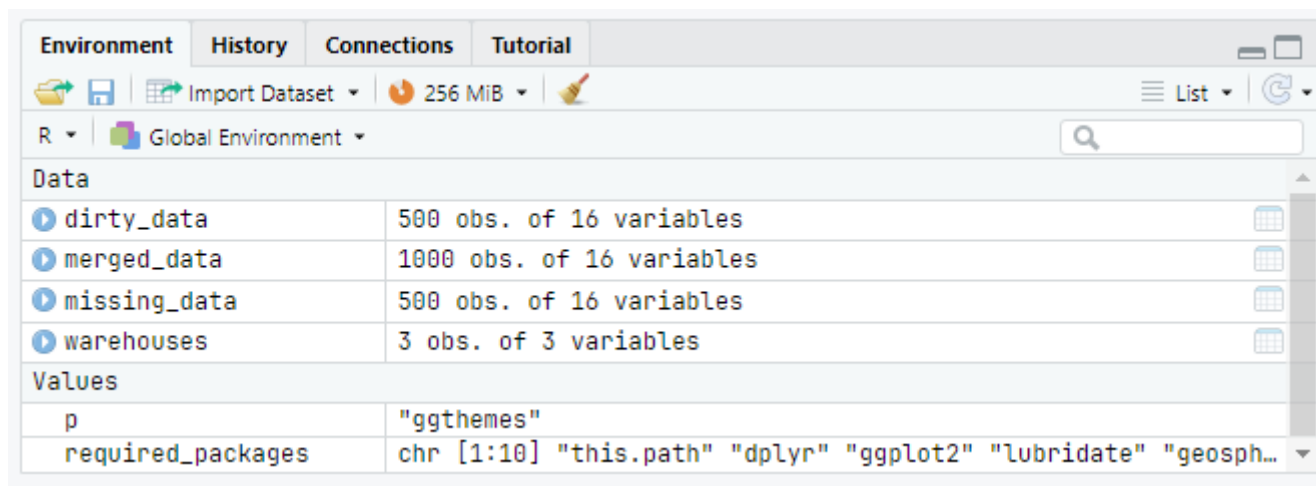 Environment History Connections Tutorial
Import Dataset 256 MiB List
R Global Environment
Data
dirty_data 500 obs. of 16 variables
merged_data 1000 obs. of 16 variables
missing_data 500 obs. of 16 variables
warehouses 3 obs. of 3 variables
Values
p "ggthemes"
required_packages chr [1:10] "this.path" "dplyr" "ggplot2" "lubridate" "geosph…